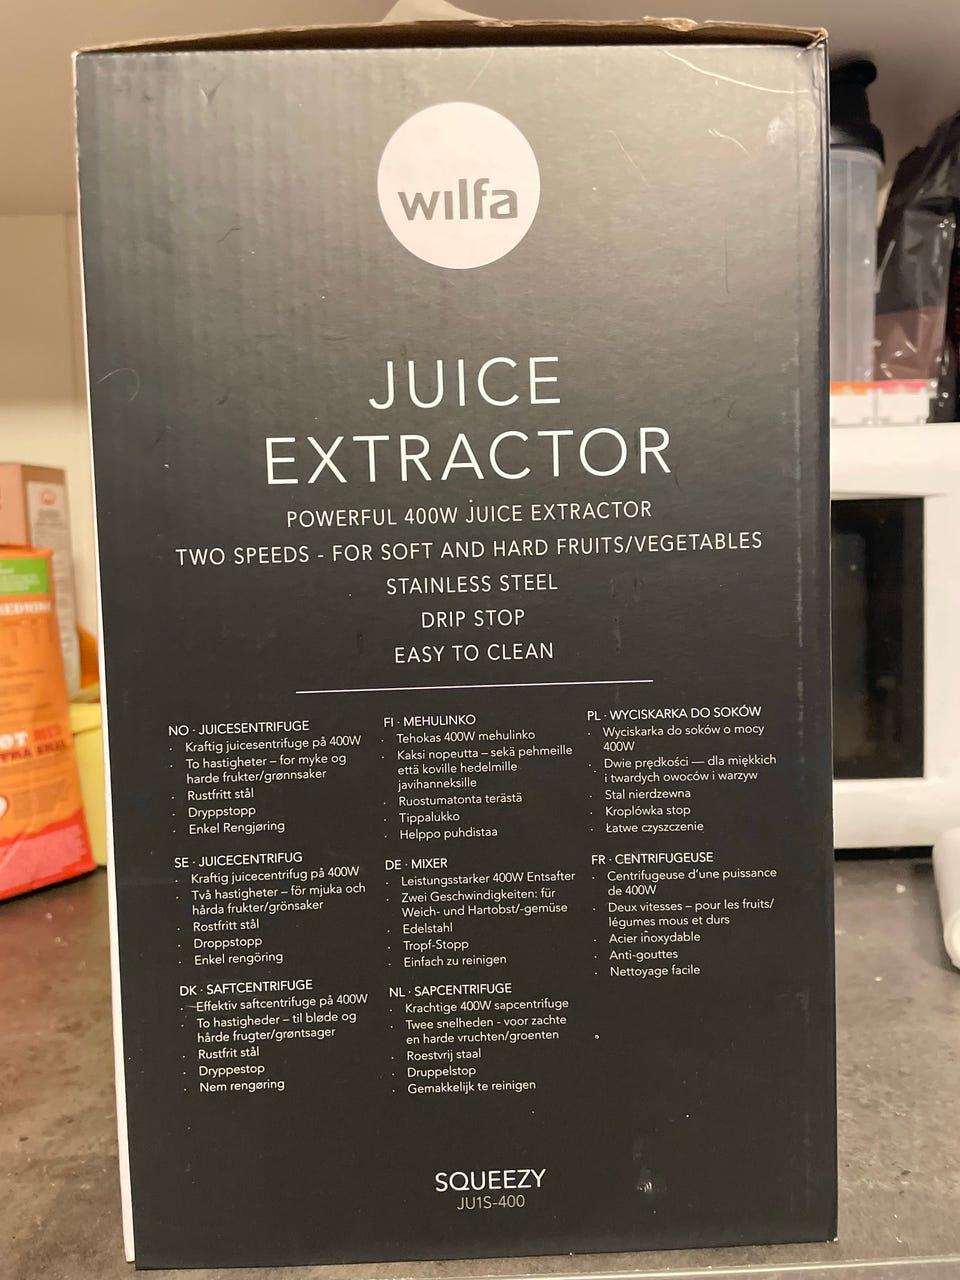 wilfa
JUICE
EXTRACTOR
POWERFUL 400W JUICE EXTRACTOR
TWO SPEEDS - FOR SOFT AND HARD FRUITS/VEGETABLES
STAINLESS STEEL
DRIP STOP
EASY TO CLEAN
NO · JUICESENTRIFUGE
· Kraftig juicesentrifuge på 400W
· To hastigheter – for myke og
harde frukter/grønnsaker
· Rustfritt stål
· Dryppstopp
· Enkel Rengjøring
SE · JUICECENTRIFUG
· Kraftig juicecentrifug på 400W
· Två hastigheter – för mjuka och
hårda frukter/grönsaker
· Rostfritt stål
· Droppstopp
· Enkel rengöring
DK · SAFTCENTRIFUGE
· Effektiv saftcentrifuge på 400W
· To hastigheder – til bløde og
hårde frugter/grøntsager
· Rustfrit stål
· Dryppestop
· Nem rengøring
FI · MEHULINKO
· Tehokas 400W mehulinko
· Kaksi nopeutta – sekä pehmeille
että koville hedelmille
javihanneksille
· Ruostumatonta terästä
· Tippalukko
· Helppo puhdistaa
DE · MIXER
· Leistungsstarker 400W Entsafter
· Zwei Geschwindigkeiten: für
Weich- und Hartobst/-gemüse
· Edelstahl
· Tropf-Stopp
· Einfach zu reinigen
NL · SAPCENTRIFUGE
· Krachtige 400W sapcentrifuge
· Twee snelheden - voor zachte
en harde vruchten/groenten
· Roestvrij staal
· Druppelstop
· Gemakkelijk te reinigen
PL · WYCISKARKA DO SOKÓW
· Wyciskarka do soków o mocy
400W
· Dwie prędkości — dla miękkich
i twardych owoców i warzyw
· Stal nierdzewna
· Kroplówka stop
· Łatwe czyszczenie
FR · CENTRIFUGEUSE
· Centrifugeuse d'une puissance
de 400W
· Deux vitesses – pour les fruits/
légumes mous et durs
· Acier inoxydable
· Anti-gouttes
· Nettoyage facile
SQUEEZY
JU1S-400